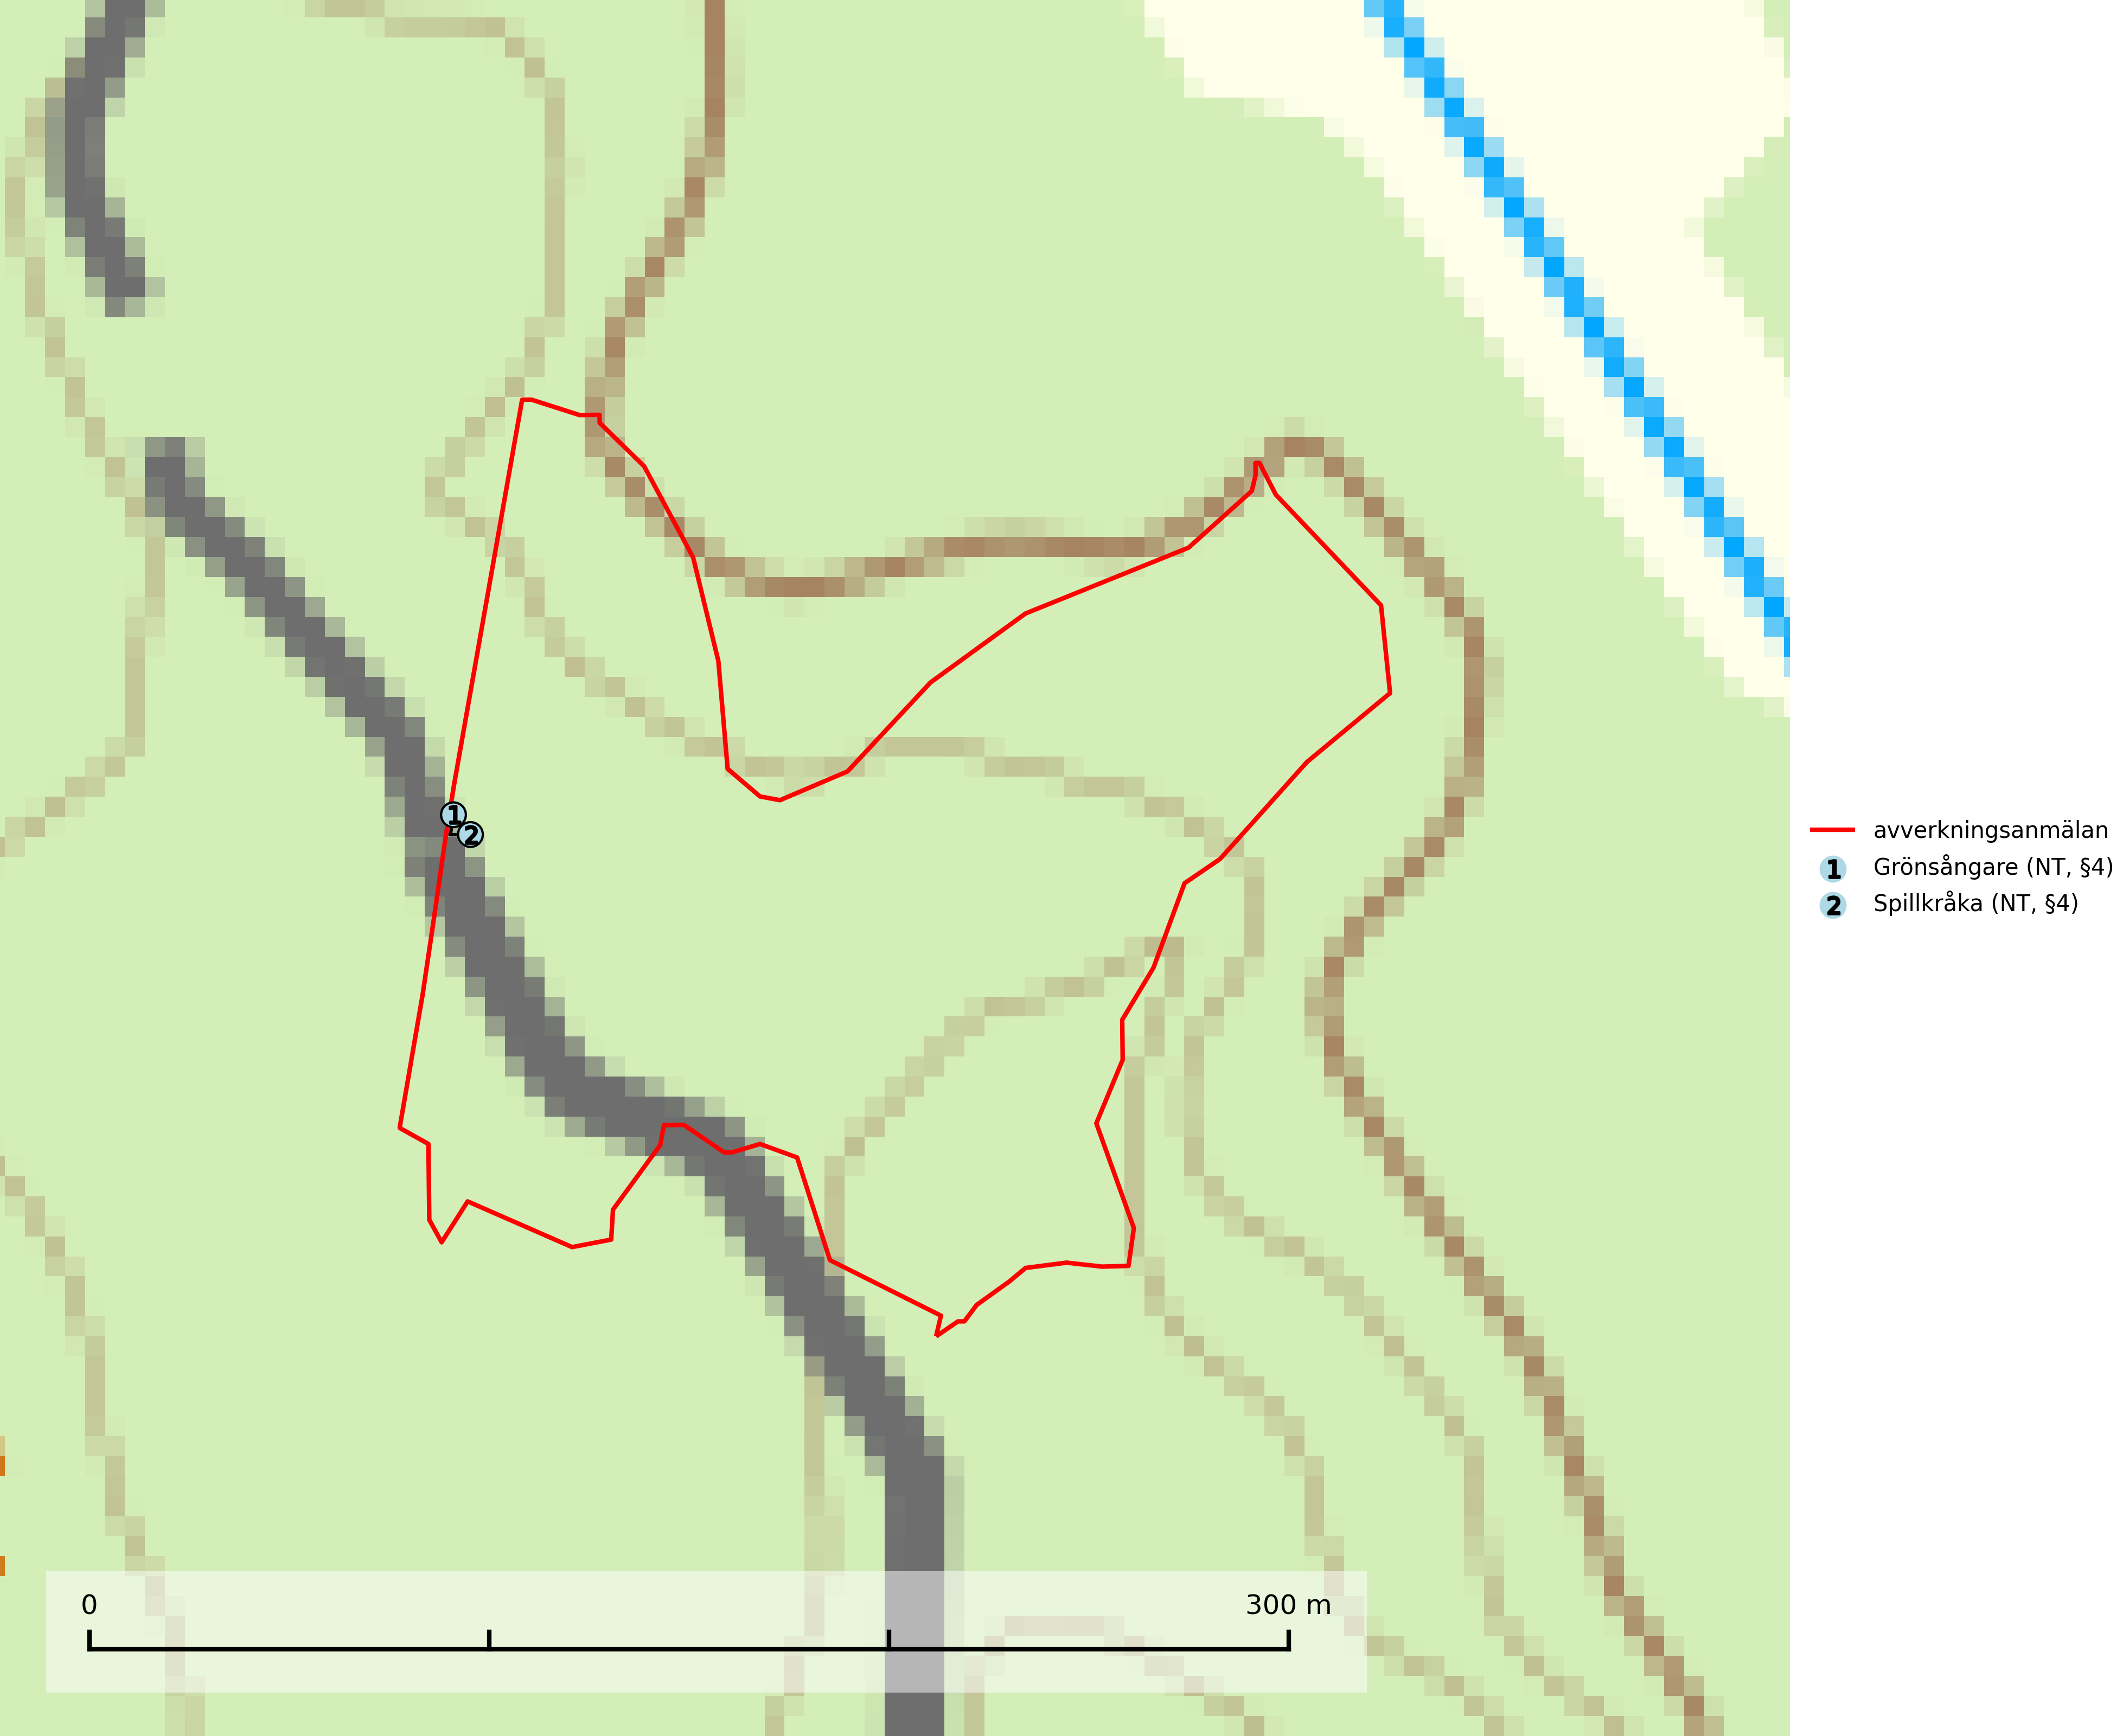 1
2
avverkningsanmälan
1 Grönsångare (NT, §4)
2 Spillkråka (NT, §4)
0 300 m